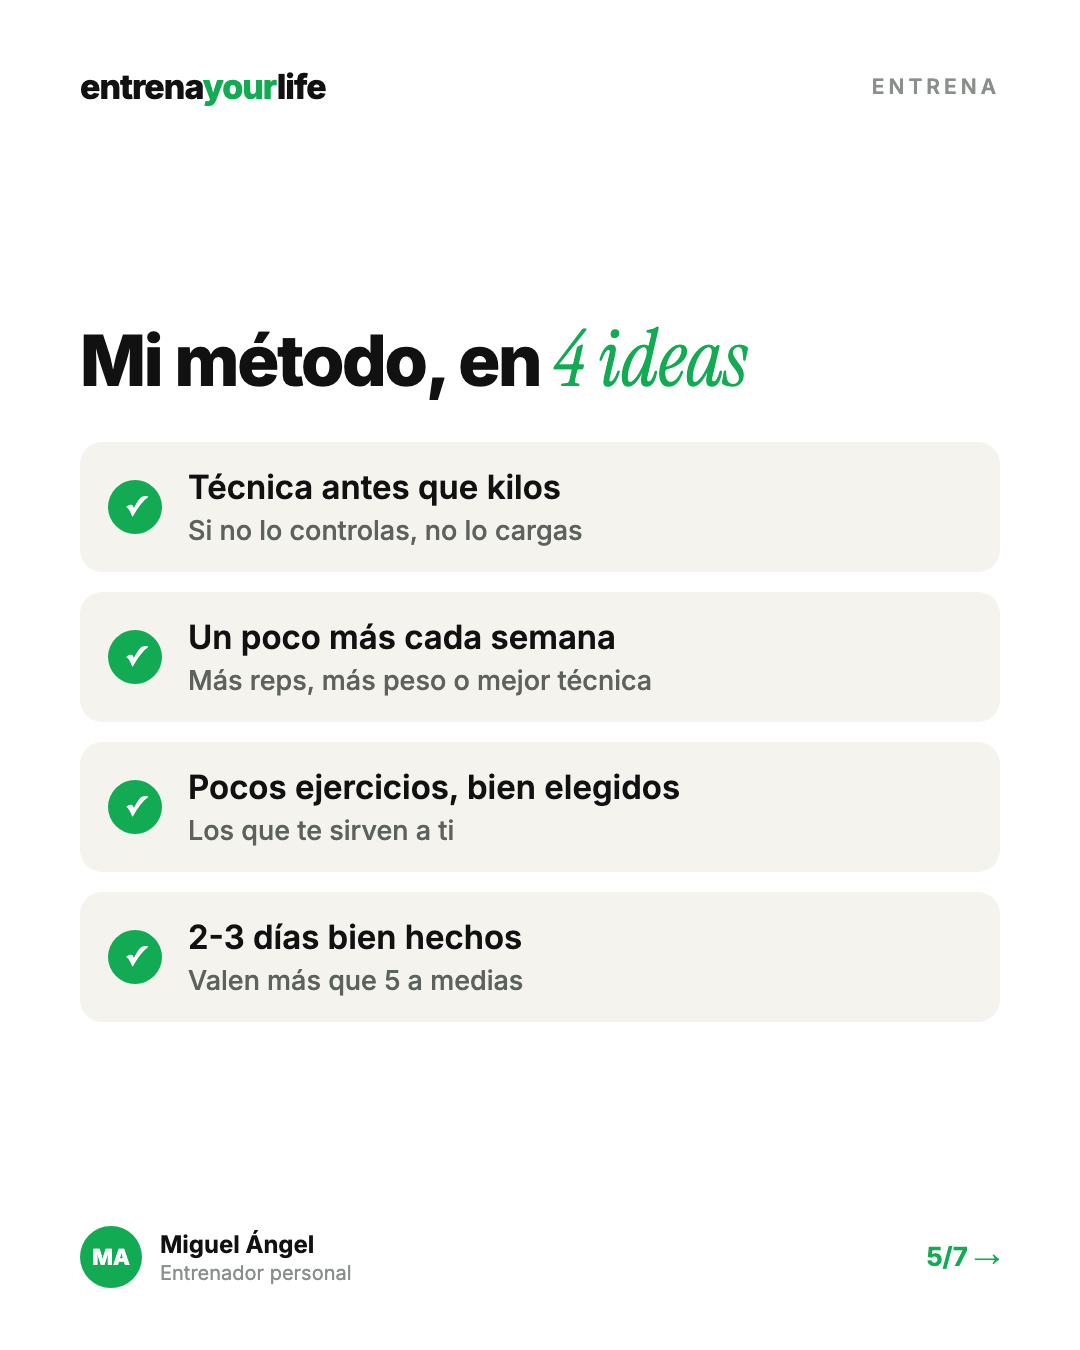 entrenayourlife
ENTRENA
Mi método, en 4 ideas
Técnica antes que kilos
Si no lo controlas, no lo cargas
Un poco más cada semana
Más reps, más peso o mejor técnica
Pocos ejercicios, bien elegidos
Los que te sirven a ti
2-3 días bien hechos
Valen más que 5 a medias
MA
Miguel Ángel
Entrenador personal
5/7 →